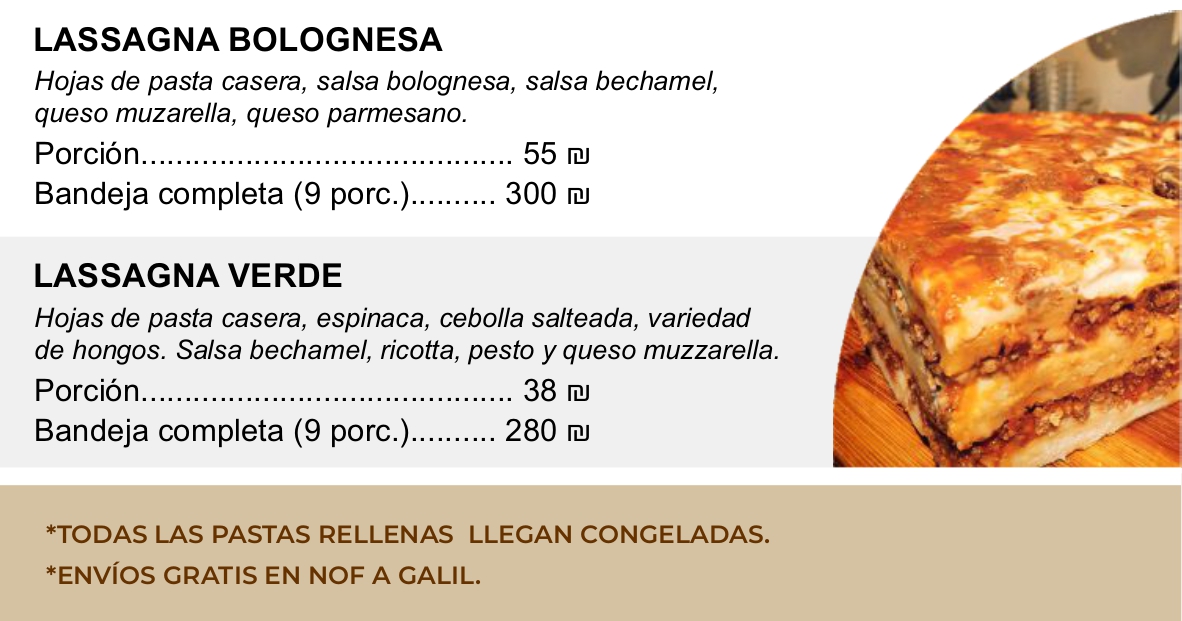 LASSAGNA BOLOGNESA
Hojas de pasta casera, salsa bolognesa, salsa bechamel,
queso muzarella, queso parmesano.
Porción........................................... 55 ₪
Bandeja completa (9 porc.).......... 300 ₪
LASSAGNA VERDE
Hojas de pasta casera, espinaca, cebolla salteada, variedad
de hongos. Salsa bechamel, ricotta, pesto y queso muzzarella.
Porción........................................... 38 ₪
Bandeja completa (9 porc.).......... 280 ₪
*TODAS LAS PASTAS RELLENAS  LLEGAN CONGELADAS.
*ENVÍOS GRATIS EN NOF A GALIL.